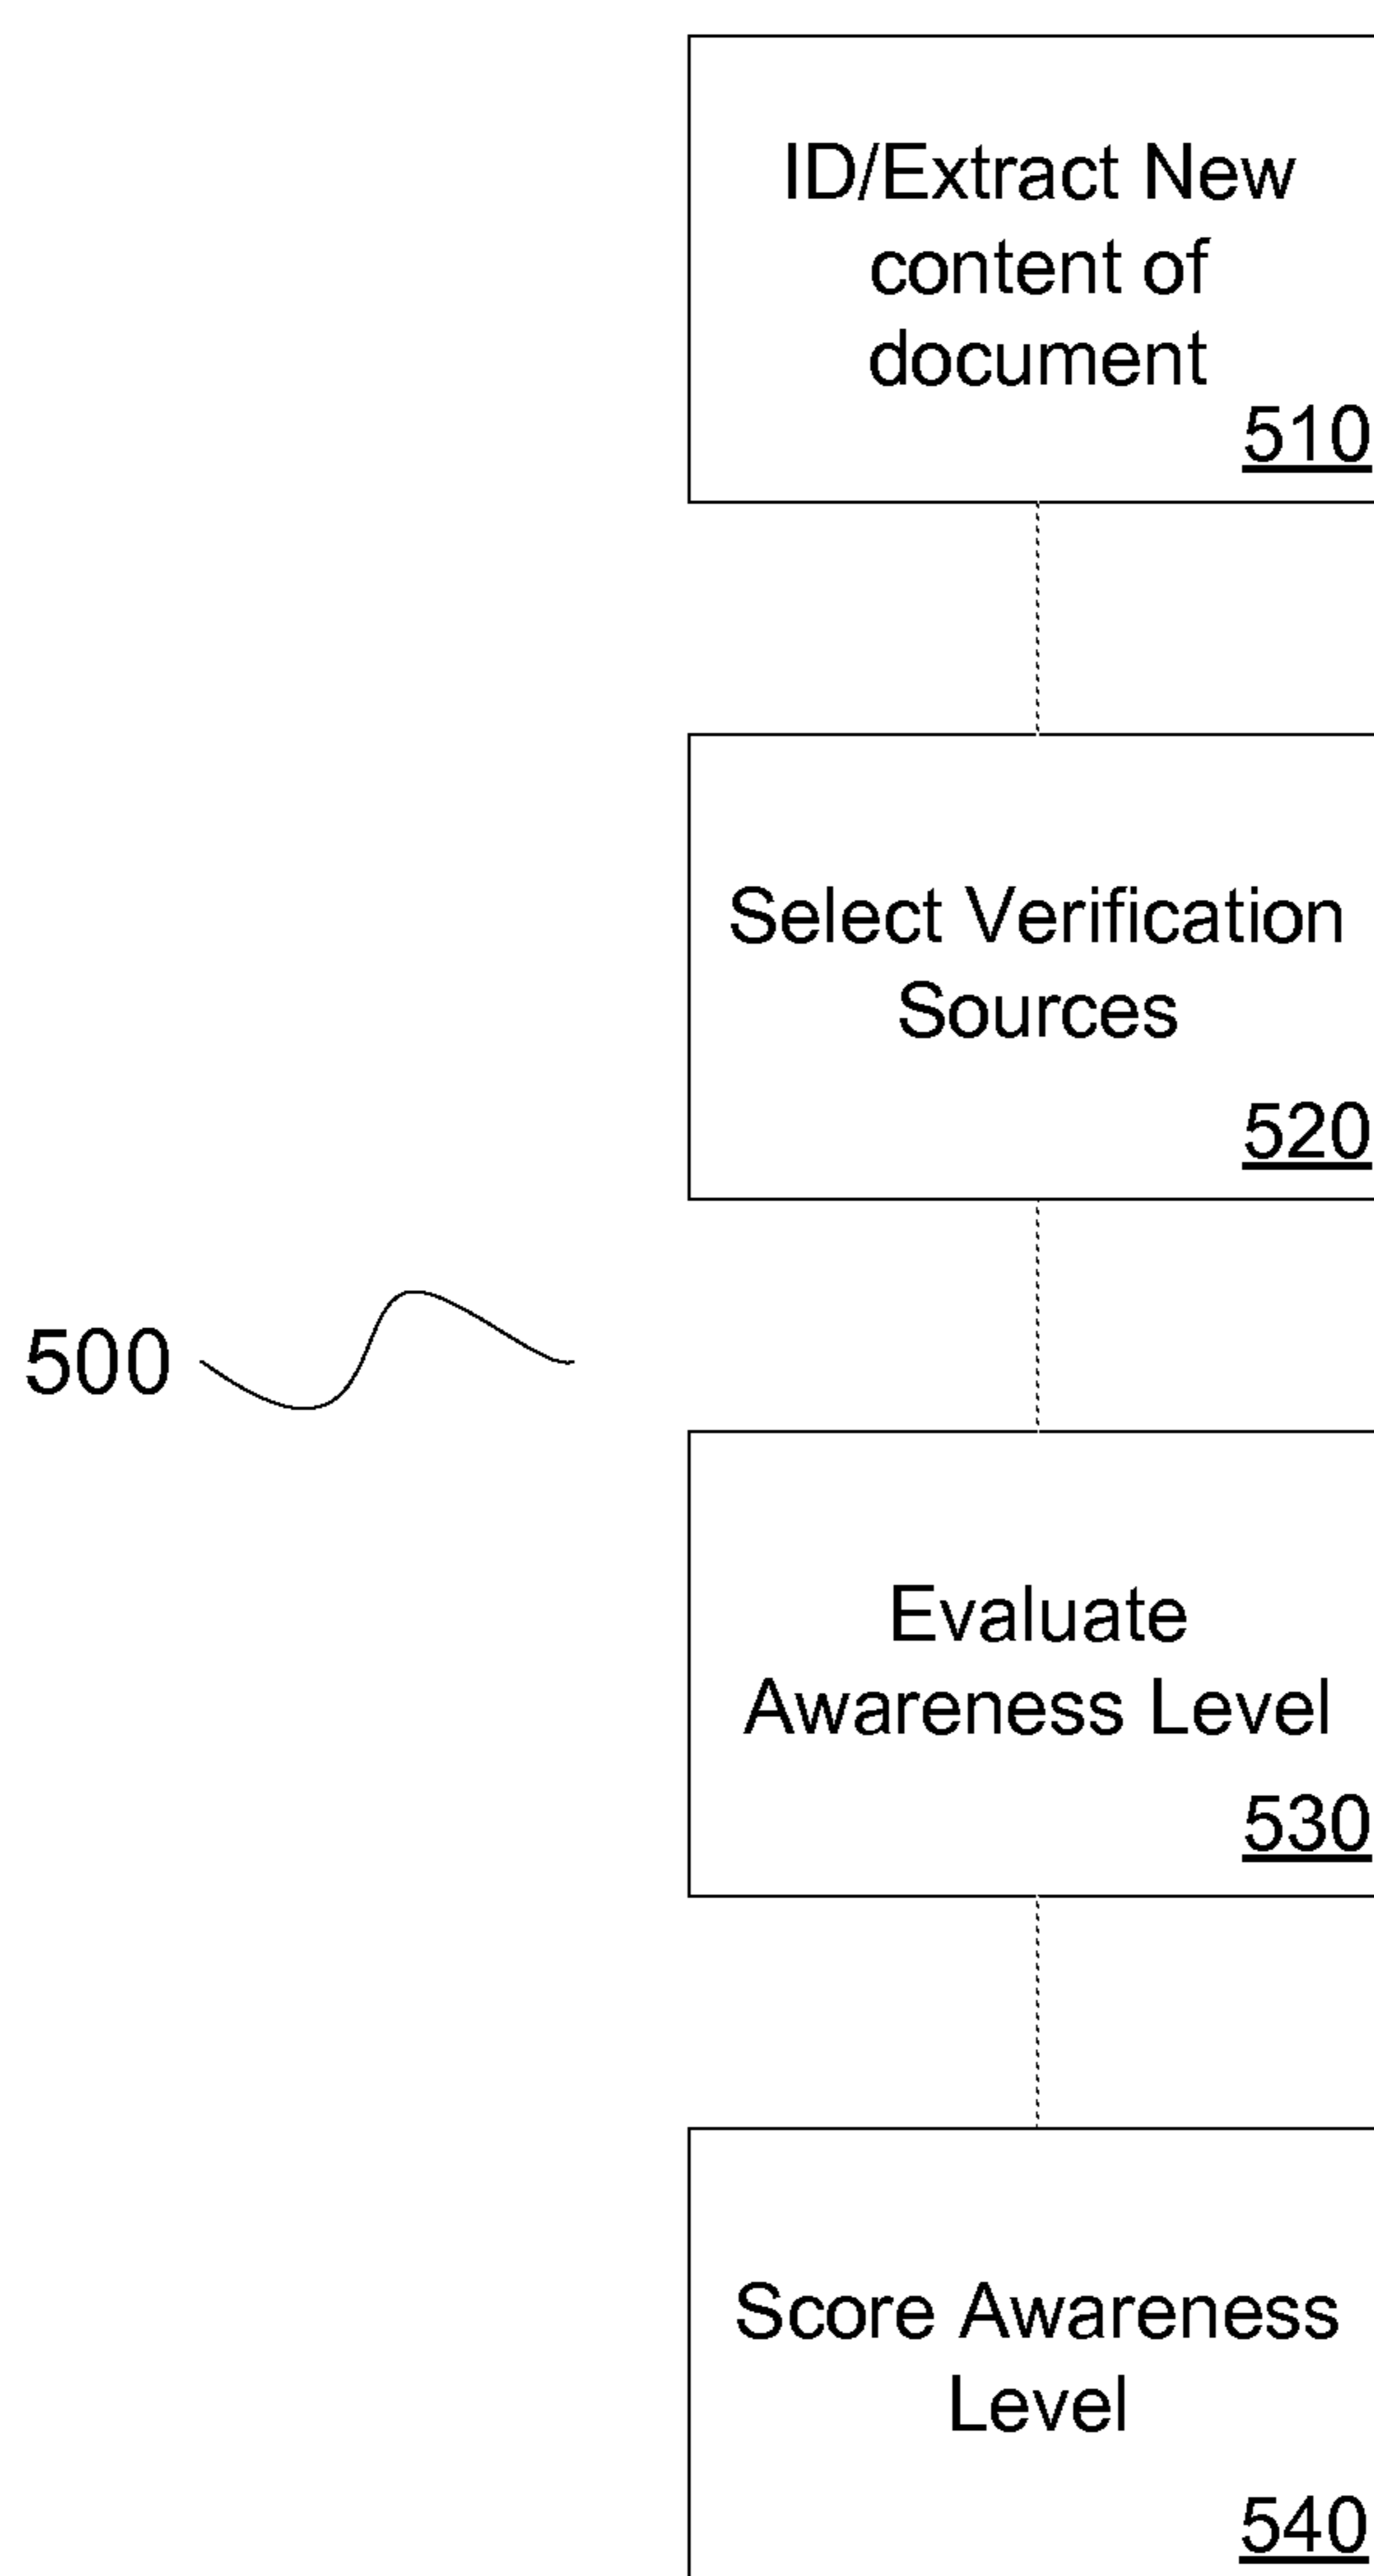 ID/Extract New
content of
document
510
Select Verification
Sources
520
500
Evaluate
Awareness Level
530
Score Awareness
Level
540